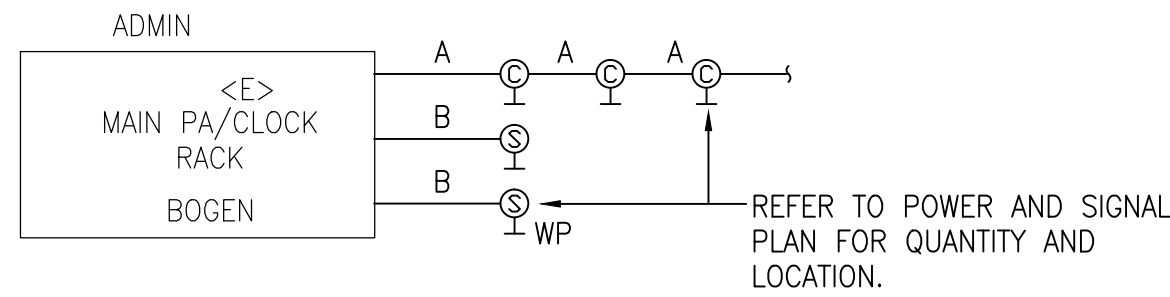 ADMIN
<E>
MAIN PA/CLOCK
RACK
BOGEN
A
A
A
C
C
C
B
S
B
S
WP
REFER TO POWER AND SIGNAL
PLAN FOR QUANTITY AND
LOCATION.